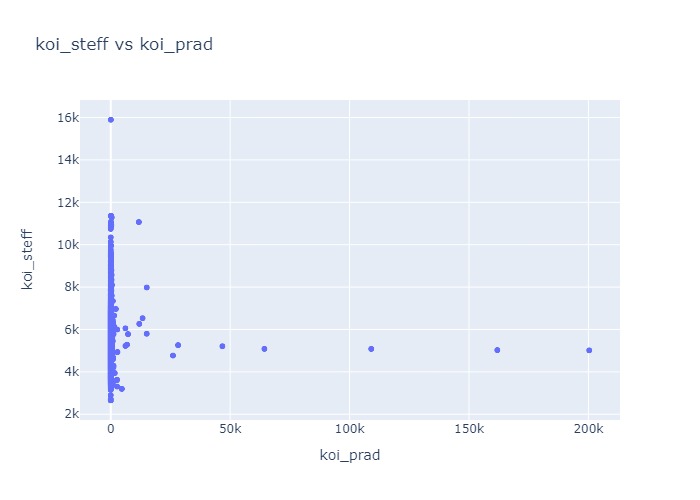 koi_steff vs koi_prad
16k
14k
12k
10k
8k
6k
4k
2k
koi_steff
0
50k
100k
150k
200k
koi_prad